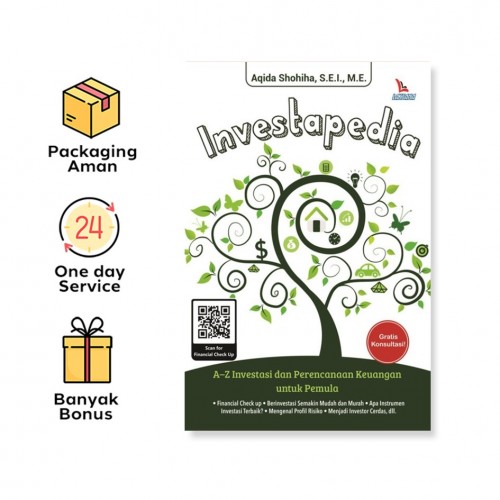 Packaging
Aman
24
One day
Service
Banyak
Bonus
Aqida Shohiha, S.E.I., M.E.
Investapedia
$
Scan for
Financial Check Up
Gratis
Konsultasi!
A–Z Investasi dan Perencanaan Keuangan
untuk Pemula
• Financial Check up • Berinvestasi Semakin Mudah dan Murah • Apa Instrumen
Investasi Terbaik? • Mengenal Profil Risiko • Menjadi Investor Cerdas, dll.